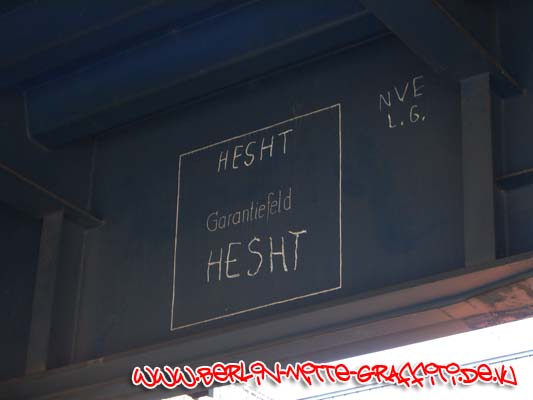 NVE
L.G.
HESHT
Garantiefeld
HESHT
www.Berlin-Mitte-Graffiti.de.vu